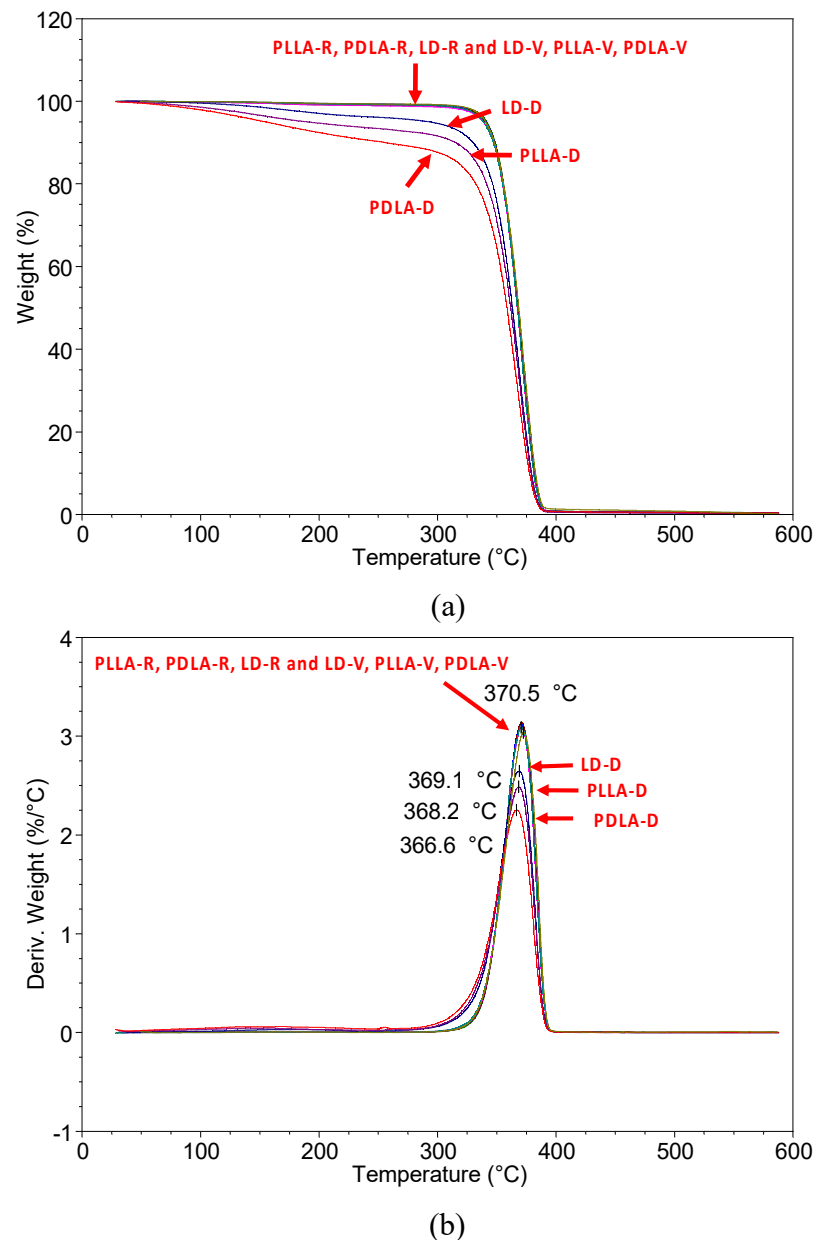 120
PLLA-R, PDLA-R, LD-R and LD-V, PLLA-V, PDLA-V
100
LD-D
PLLA-D
80
PDLA-D
Weight (%)
60
40
20
0
0 100 200 300 400 500 600
Temperature (°C)
(a)
4
PLLA-R, PDLA-R, LD-R and LD-V, PLLA-V, PDLA-V
370.5 °C
3
LD-D
369.1 °C
PLLA-D
368.2 °C
PDLA-D
2
366.6 °C
Deriv. Weight (%/°C)
1
0
-1
0 100 200 300 400 500 600
Temperature (°C)
(b)